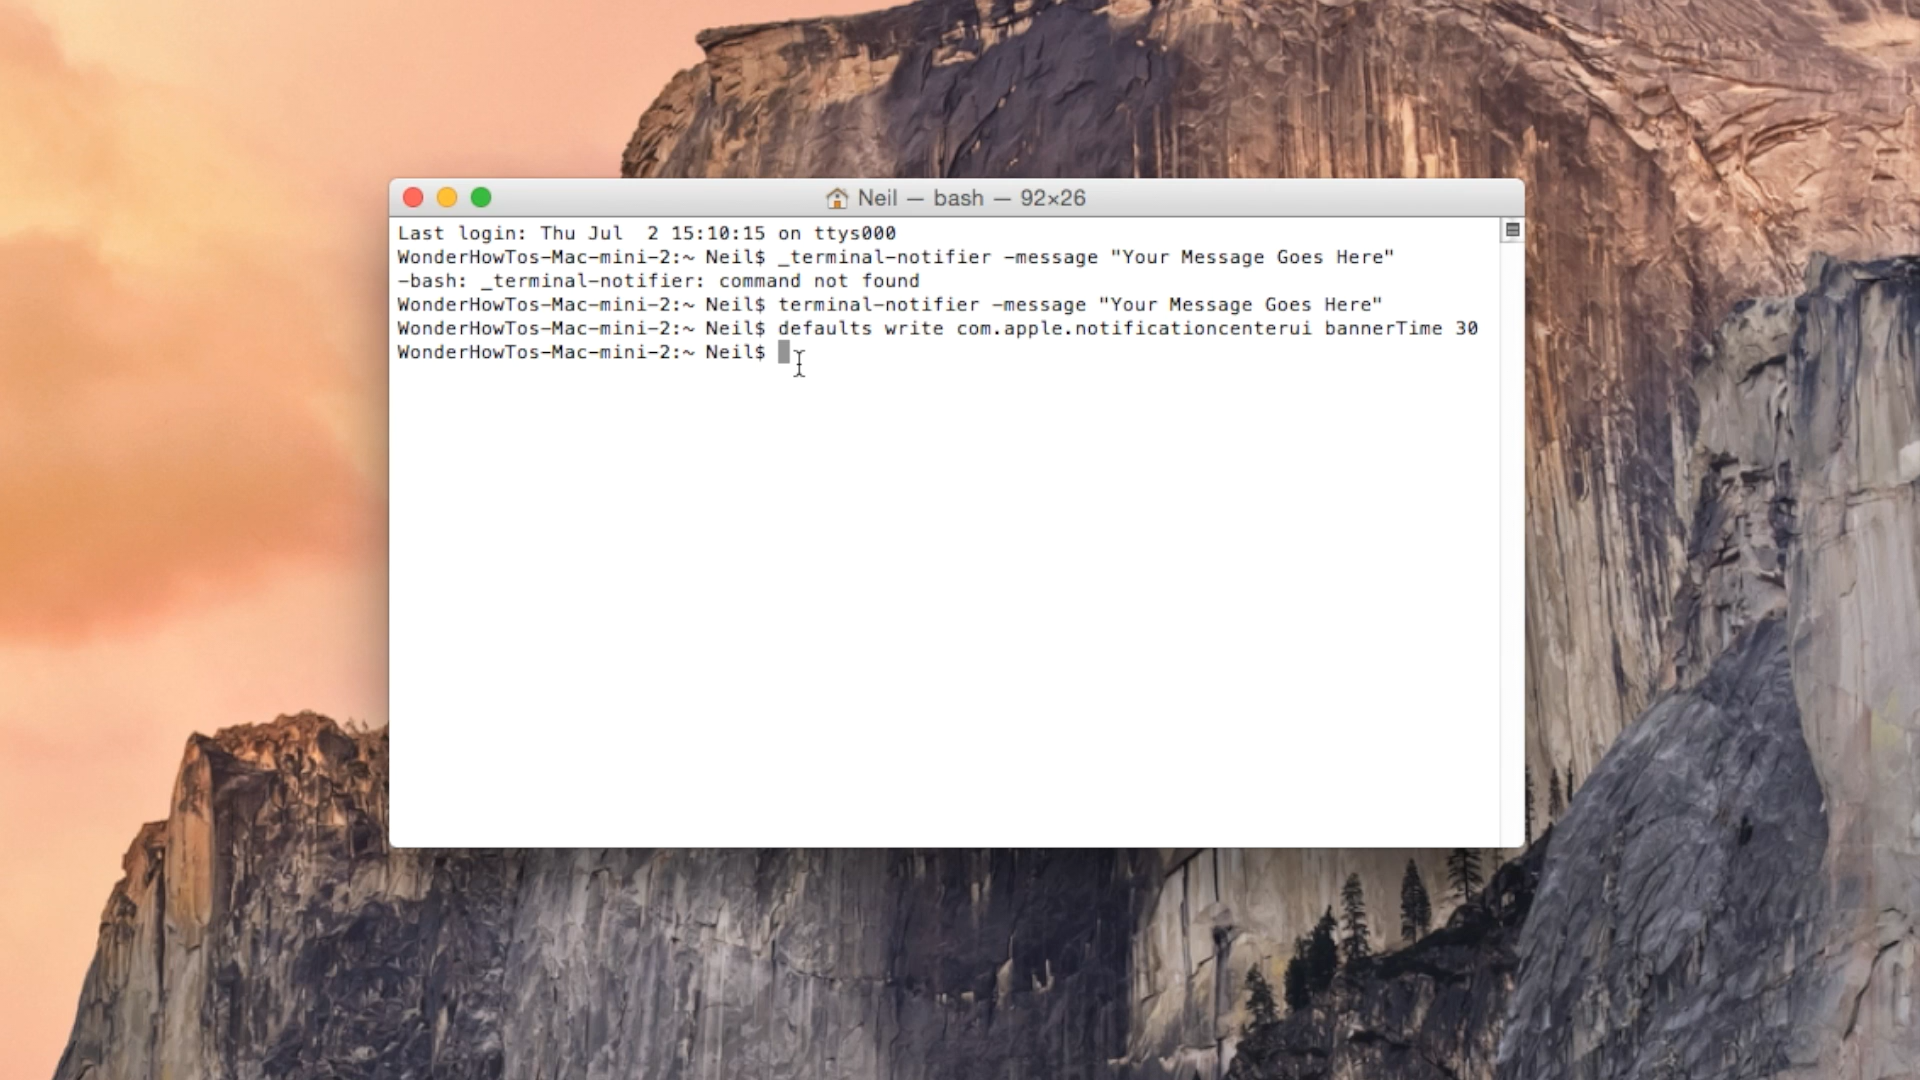 Neil — bash — 92×26
Last login: Thu Jul  2 15:10:15 on ttys000
WonderHowTos-Mac-mini-2:~ Neil$ _terminal-notifier -message "Your Message Goes Here"
-bash: _terminal-notifier: command not found
WonderHowTos-Mac-mini-2:~ Neil$ terminal-notifier -message "Your Message Goes Here"
WonderHowTos-Mac-mini-2:~ Neil$ defaults write com.apple.notificationcenterui bannerTime 30
WonderHowTos-Mac-mini-2:~ Neil$